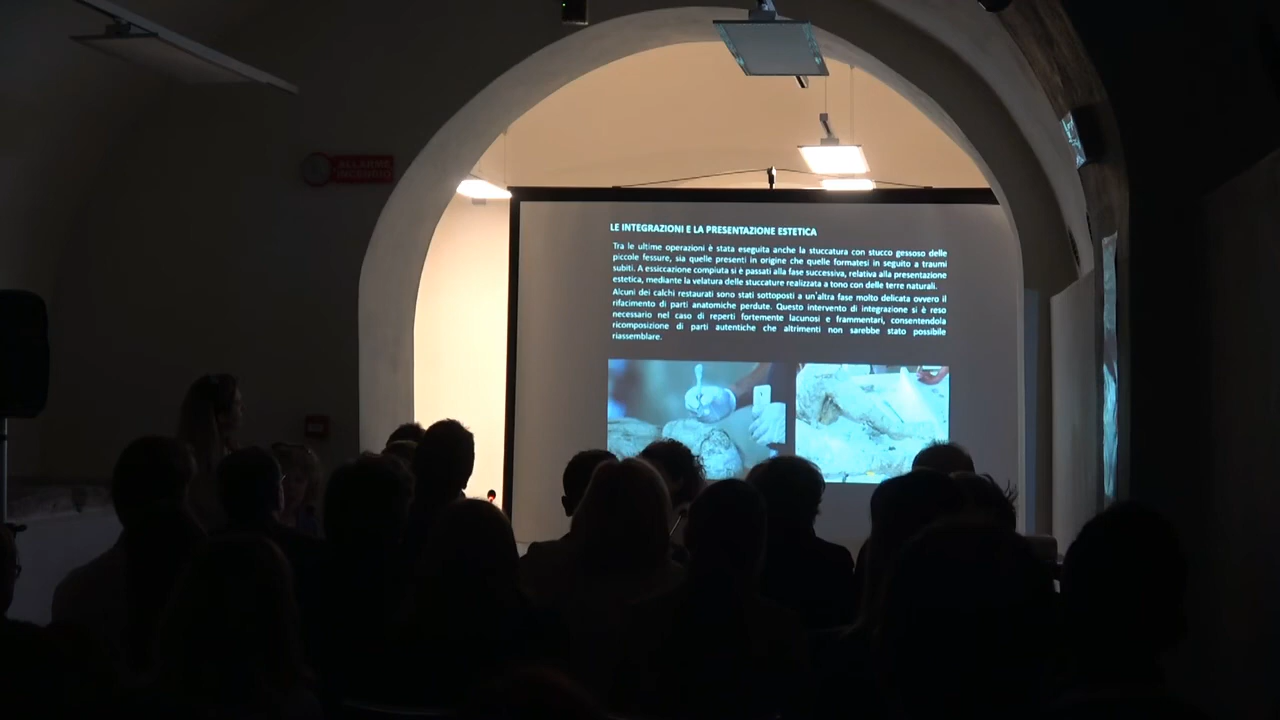 ALLARME
INCENDIO
LE INTEGRAZIONI E LA PRESENTAZIONE ESTETICA
Tra le ultime operazioni è stata eseguita anche la stuccatura con stucco gessoso delle
piccole fessure, sia quelle presenti in origine che quelle formatesi in seguito a traumi
subiti. A essiccazione compiuta si è passati alla fase successiva, relativa alla presentazione
estetica, mediante la velatura delle stuccature realizzata a tono con delle terre naturali.
Alcuni dei calchi restaurati sono stati sottoposti a un'altra fase molto delicata ovvero il
rifacimento di parti anatomiche perdute. Questo intervento di integrazione si è reso
necessario nel caso di reperti fortemente lacunosi e frammentari, consentendola
ricomposizione di parti autentiche che altrimenti non sarebbe stato possibile
riassemblare.